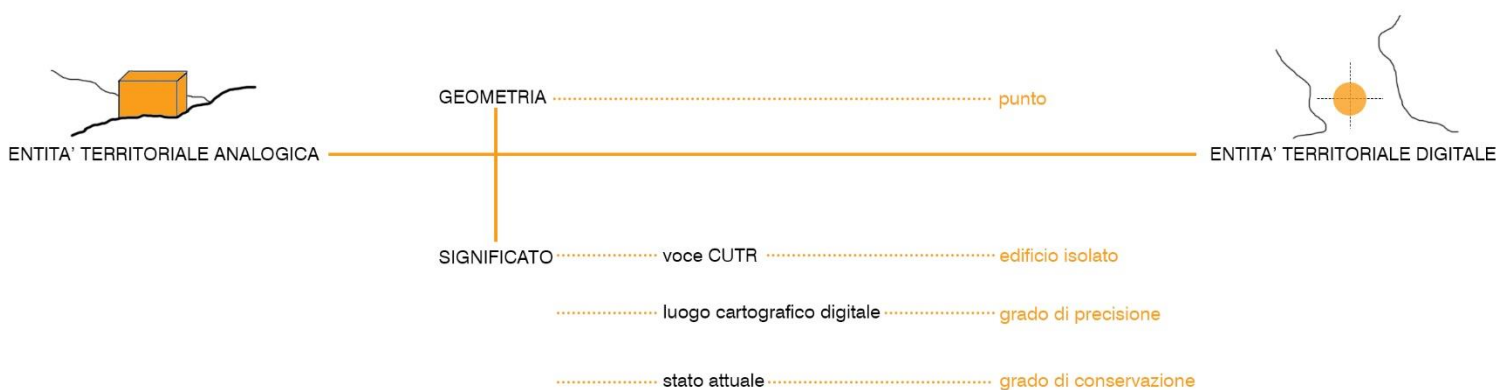 GEOMETRIA punto
ENTITA' TERRITORIALE ANALOGICA ENTITA' TERRITORIALE DIGITALE
SIGNIFICATO voce CUTR edificio isolato
luogo cartografico digitale grado di precisione
stato attuale grado di conservazione